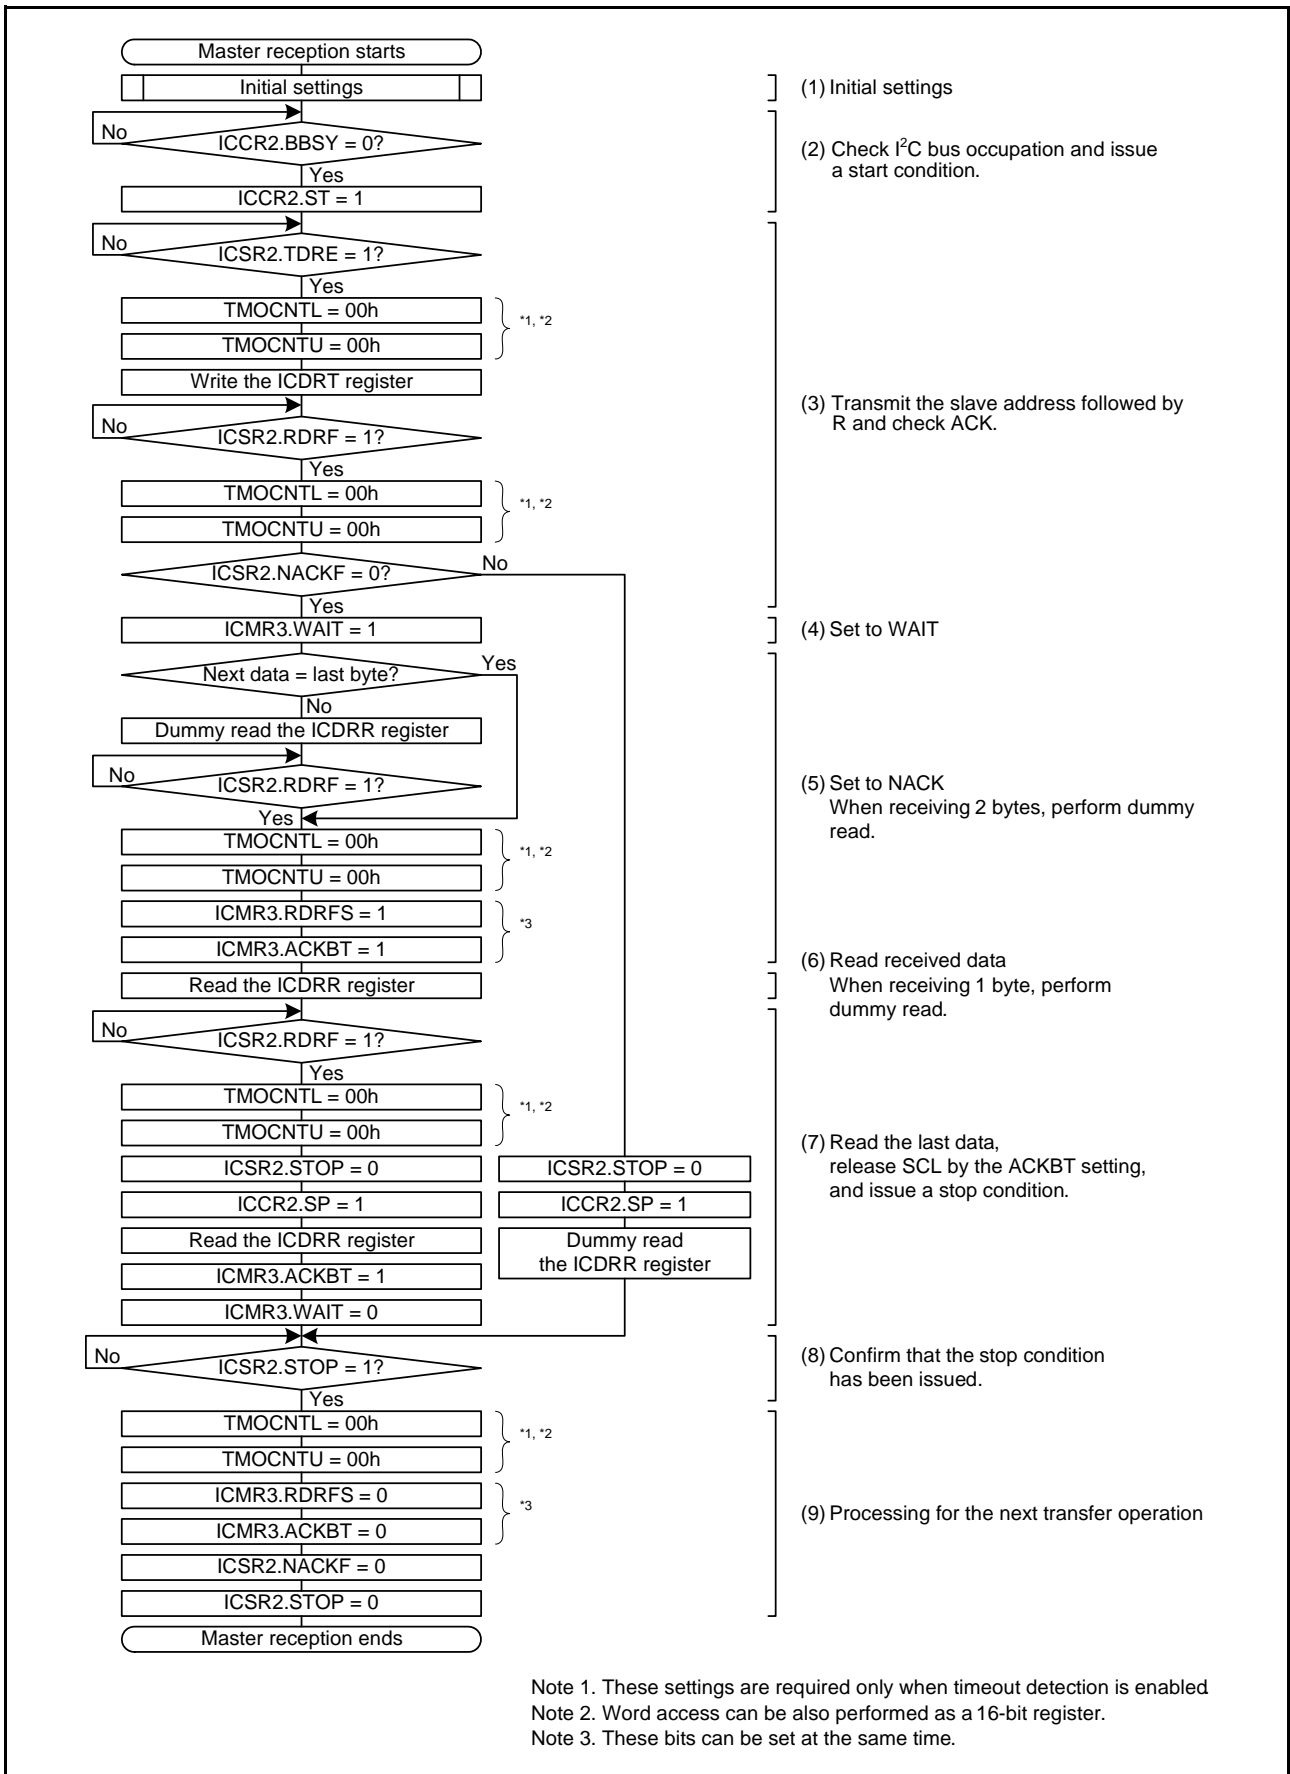 Master reception starts
Initial settings
(1) Initial settings
No
ICCR2.BBSY = 0?
Yes
ICCR2.ST = 1
(2) Check I²C bus occupation and issue
a start condition.
No
ICSR2.TDRE = 1?
Yes
TMOCNTL = 00h
TMOCNTU = 00h
*1, *2
Write the ICDRT register
No
ICSR2.RDRF = 1?
Yes
TMOCNTL = 00h
TMOCNTU = 00h
*1, *2
ICSR2.NACKF = 0?
No
Yes
(3) Transmit the slave address followed by
R and check ACK.
ICMR3.WAIT = 1
(4) Set to WAIT
Next data = last byte?
Yes
No
Dummy read the ICDRR register
No
ICSR2.RDRF = 1?
Yes
TMOCNTL = 00h
TMOCNTU = 00h
*1, *2
ICMR3.RDRFS = 1
ICMR3.ACKBT = 1
*3
(5) Set to NACK
When receiving 2 bytes, perform dummy
read.
Read the ICDRR register
(6) Read received data
When receiving 1 byte, perform
dummy read.
No
ICSR2.RDRF = 1?
Yes
TMOCNTL = 00h
TMOCNTU = 00h
*1, *2
ICSR2.STOP = 0
ICCR2.SP = 1
Read the ICDRR register
ICMR3.ACKBT = 1
ICMR3.WAIT = 0
ICSR2.STOP = 0
ICCR2.SP = 1
Dummy read
the ICDRR register
(7) Read the last data,
release SCL by the ACKBT setting,
and issue a stop condition.
No
ICSR2.STOP = 1?
Yes
(8) Confirm that the stop condition
has been issued.
TMOCNTL = 00h
TMOCNTU = 00h
*1, *2
ICMR3.RDRFS = 0
ICMR3.ACKBT = 0
*3
ICSR2.NACKF = 0
ICSR2.STOP = 0
(9) Processing for the next transfer operation
Master reception ends
Note 1. These settings are required only when timeout detection is enabled.
Note 2. Word access can be also performed as a 16-bit register.
Note 3. These bits can be set at the same time.